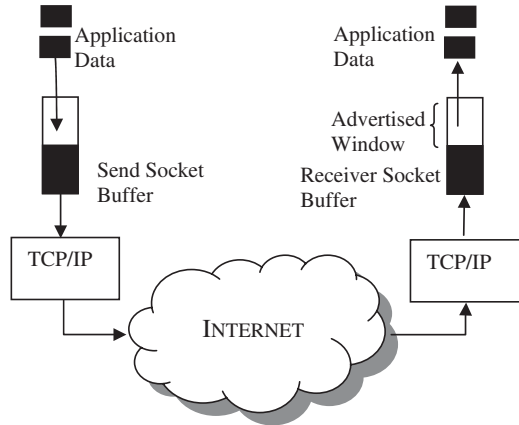 Application
Data
Send Socket
Buffer
TCP/IP
INTERNET
Application
Data
Advertised
Window
Receiver Socket
Buffer
TCP/IP